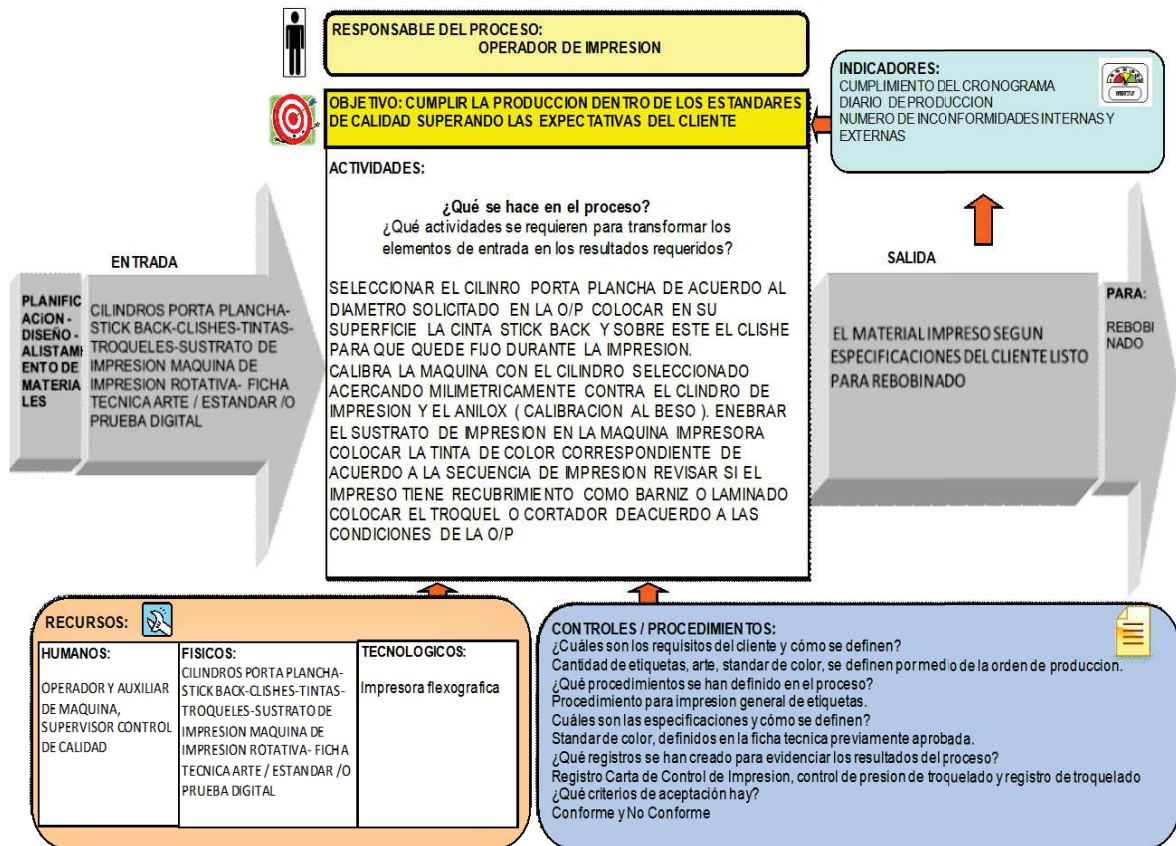 RESPONSABLE DEL PROCESO:
OPERADOR DE IMPRESION
OBJETIVO: CUMPLIR LA PRODUCCION DENTRO DE LOS ESTANDARES
DE CALIDAD SUPERANDO LAS EXPECTATIVAS DEL CLIENTE
INDICADORES:
CUMPLIMIENTO DEL CRONOGRAMA
DIARIO DE PRODUCCION
NUMERO DE INCONFORMIDADES INTERNAS Y
EXTERNAS
ENTRADA
PLANIFIC
ACION -
DISEÑO -
ALISTAMI
ENTO DE
MATERIA
LES
CILINDROS PORTA PLANCHA-
STICK BACK-CLISHES-TINTAS-
TROQUELES-SUSTRATO DE
IMPRESION MAQUINA DE
IMPRESION ROTATIVA- FICHA
TECNICA ARTE / ESTANDAR /O
PRUEBA DIGITAL
ACTIVIDADES:
¿Qué se hace en el proceso?
¿Qué actividades se requieren para transformar los
elementos de entrada en los resultados requeridos?
SELECCIONAR EL CILINRO PORTA PLANCHA DE ACUERDO AL
DIAMETRO SOLICITADO EN LA O/P COLOCAR EN SU
SUPERFICIE LA CINTA STICK BACK Y SOBRE ESTE EL CLISHE
PARA QUE QUEDE FIJO DURANTE LA IMPRESION.
CALIBRA LA MAQUINA CON EL CILINDRO SELECCIONADO
ACERCANDO MILIMETRICAMENTE CONTRA EL CLINDRO DE
IMPRESION Y EL ANILOX ( CALIBRACION AL BESO ). ENEBRAR
EL SUSTRATO DE IMPRESION EN LA MAQUINA IMPRESORA
COLOCAR LA TINTA DE COLOR CORRESPONDIENTE DE
ACUERDO A LA SECUENCIA DE IMPRESION REVISAR SI EL
IMPRESO TIENE RECUBRIMIENTO COMO BARNIZ O LAMINADO
COLOCAR EL TROQUEL O CORTADOR DEACUERDO A LAS
CONDICIONES DE LA O/P
SALIDA
EL MATERIAL IMPRESO SEGUN
ESPECIFICACIONES DEL CLIENTE LISTO
PARA REBOBINADO
PARA:
REBOBI
NADO
RECURSOS:
HUMANOS:
OPERADOR Y AUXILIAR
DE MAQUINA,
SUPERVISOR CONTROL
DE CALIDAD
FISICOS:
CILINDROS PORTA PLANCHA-
STICK BACK-CLISHES-TINTAS-
TROQUELES-SUSTRATO DE
IMPRESION MAQUINA DE
IMPRESION ROTATIVA- FICHA
TECNICA ARTE / ESTANDAR /O
PRUEBA DIGITAL
TECNOLOGICOS:
Impresora flexografica
CONTROLES / PROCEDIMIENTOS:
¿Cuáles son los requisitos del cliente y cómo se definen?
Cantidad de etiquetas, arte, standar de color, se definen por medio de la orden de produccion.
¿Qué procedimientos se han definido en el proceso?
Procedimiento para impresion general de etiquetas.
Cuáles son las especificaciones y cómo se definen?
Standar de color, definidos en la ficha tecnica previamente aprobada.
¿Qué registros se han creado para evidenciar los resultados del proceso?
Registro Carta de Control de Impresion, control de presion de troquelado y registro de troquelado
¿Qué criterios de aceptación hay?
Conforme y No Conforme